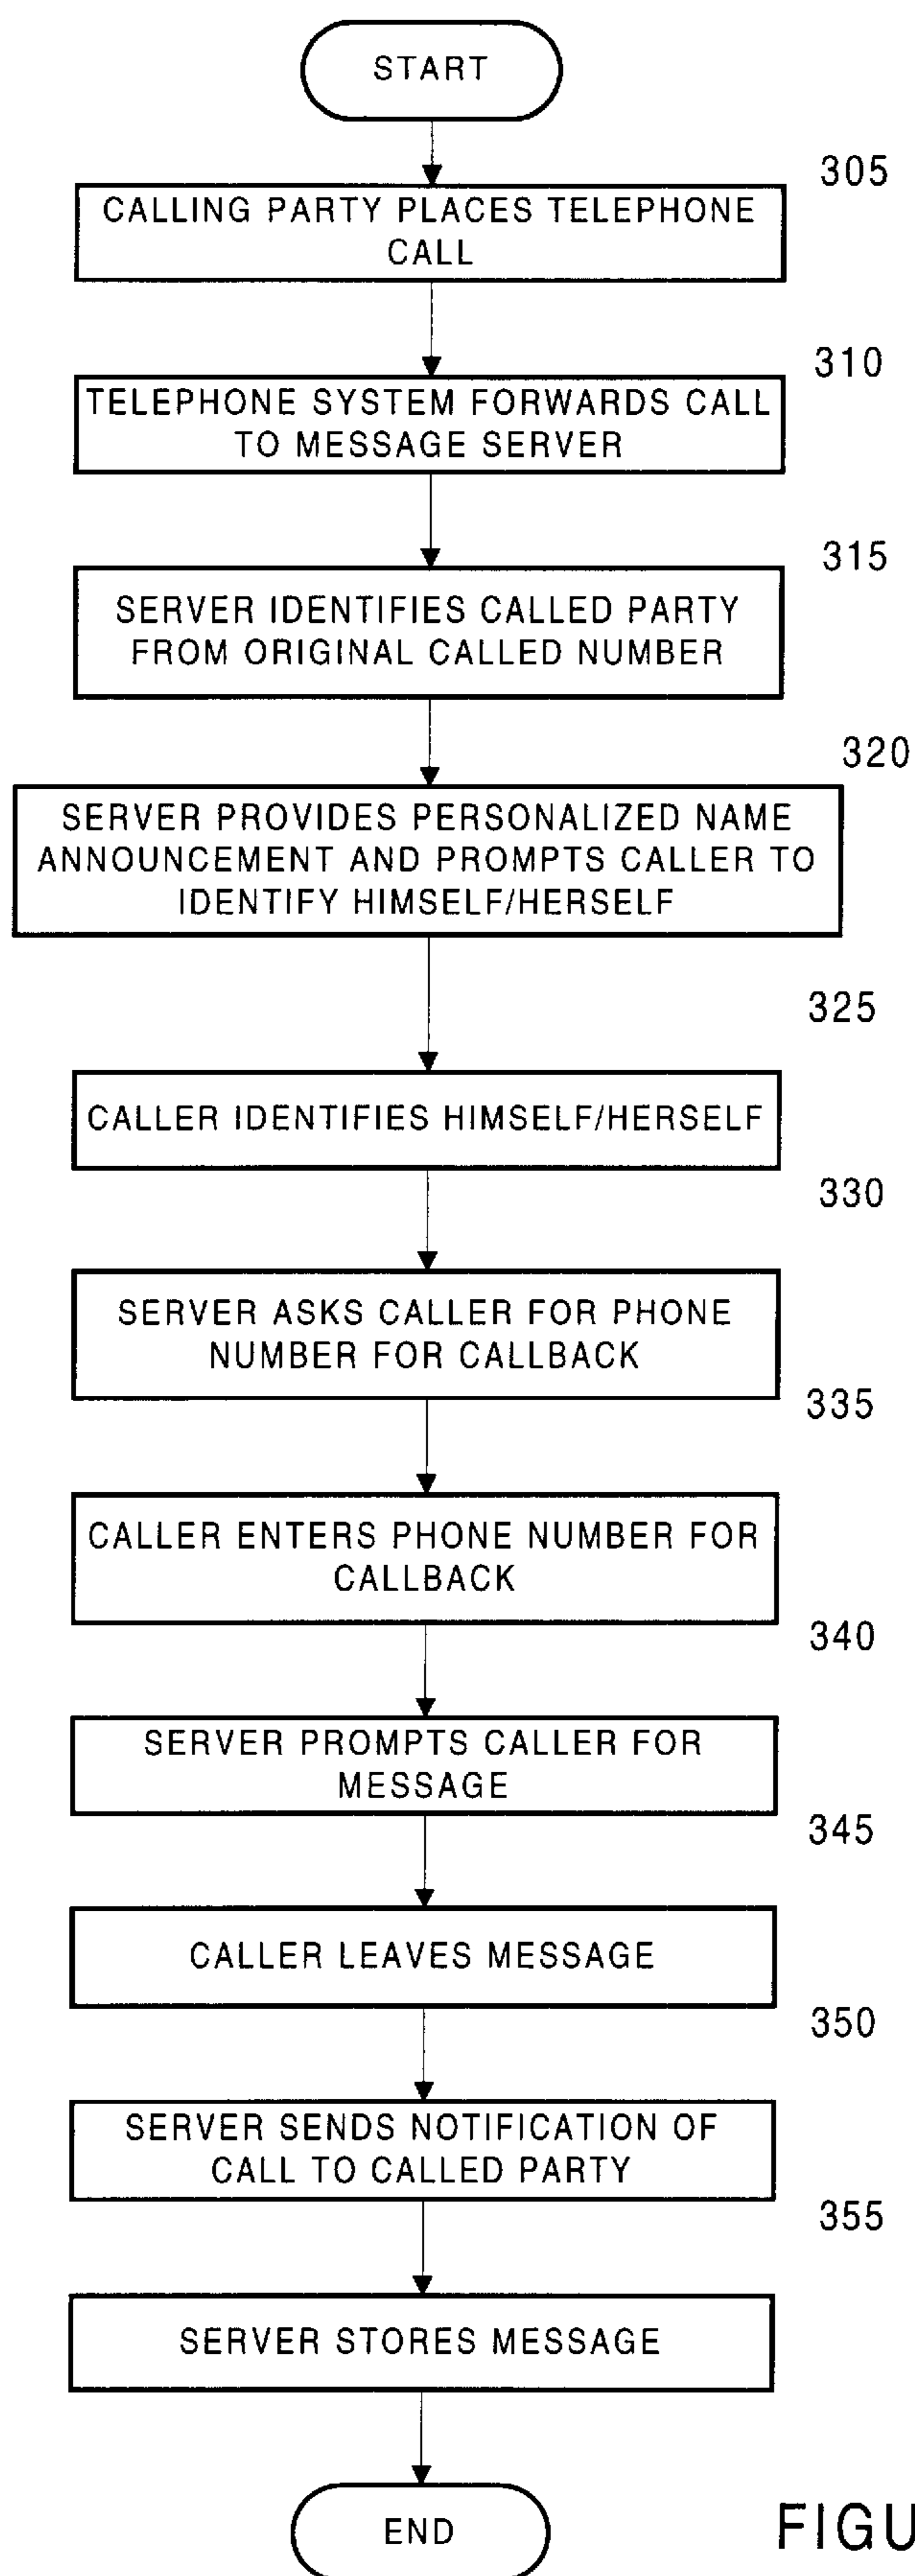 START
305
CALLING PARTY PLACES TELEPHONE
CALL
310
TELEPHONE SYSTEM FORWARDS CALL
TO MESSAGE SERVER
315
SERVER IDENTIFIES CALLED PARTY
FROM ORIGINAL CALLED NUMBER
320
SERVER PROVIDES PERSONALIZED NAME
ANNOUNCEMENT AND PROMPTS CALLER TO
IDENTIFY HIMSELF/HERSELF
325
CALLER IDENTIFIES HIMSELF/HERSELF
330
SERVER ASKS CALLER FOR PHONE
NUMBER FOR CALLBACK
335
CALLER ENTERS PHONE NUMBER FOR
CALLBACK
340
SERVER PROMPTS CALLER FOR
MESSAGE
345
CALLER LEAVES MESSAGE
350
SERVER SENDS NOTIFICATION OF
CALL TO CALLED PARTY
355
SERVER STORES MESSAGE
END
FIGU